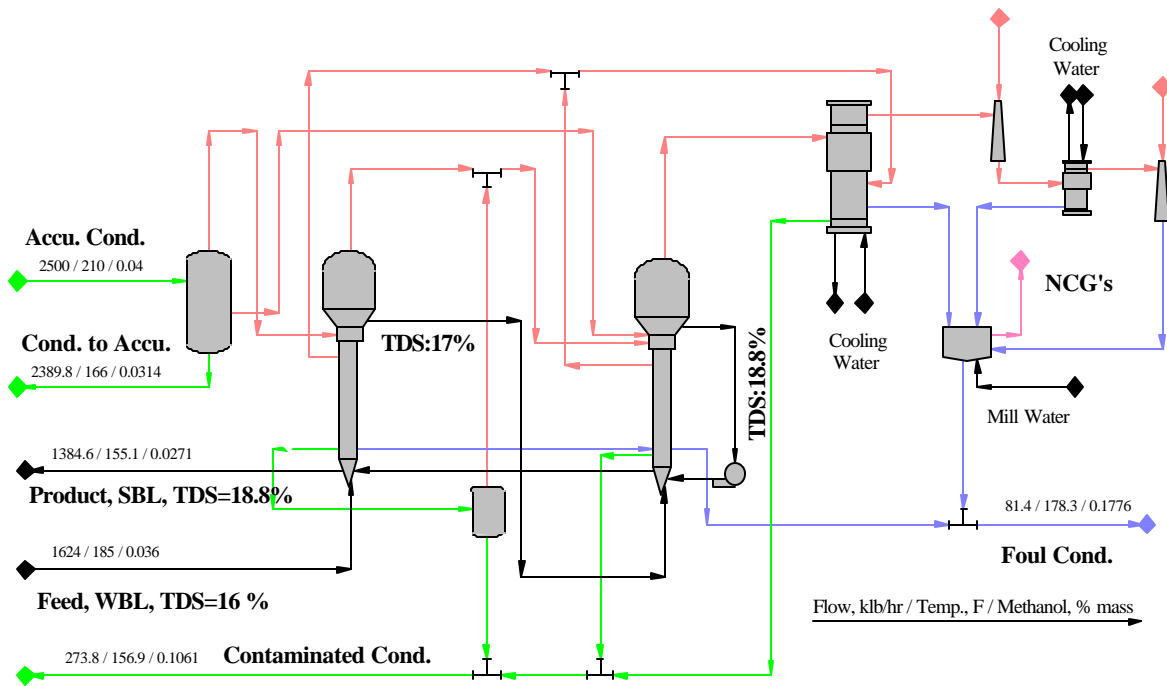 Cooling
Water
Accu. Cond.
2500 / 210 / 0.04
NCG's
Cond. to Accu.
2389.8 / 166 / 0.0314
TDS:17%
TDS:18.8%
Cooling
Water
Mill Water
1384.6 / 155.1 / 0.0271
Product, SBL, TDS=18.8%
81.4 / 178.3 / 0.1776
Foul Cond.
1624 / 185 / 0.036
Feed, WBL, TDS=16 %
Flow, klb/hr / Temp., F / Methanol, % mass
273.8 / 156.9 / 0.1061
Contaminated Cond.